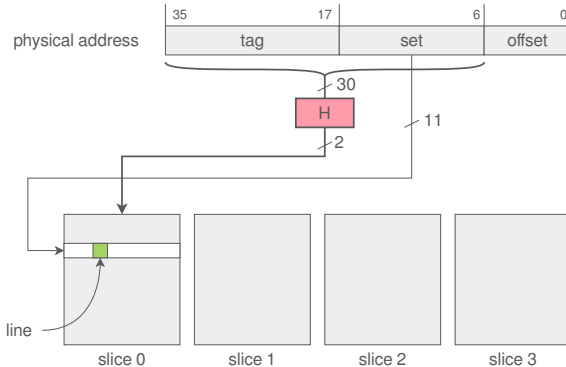 35 17 6 0
physical address tag set offset
30
H
11
2
line
slice 0 slice 1 slice 2 slice 3